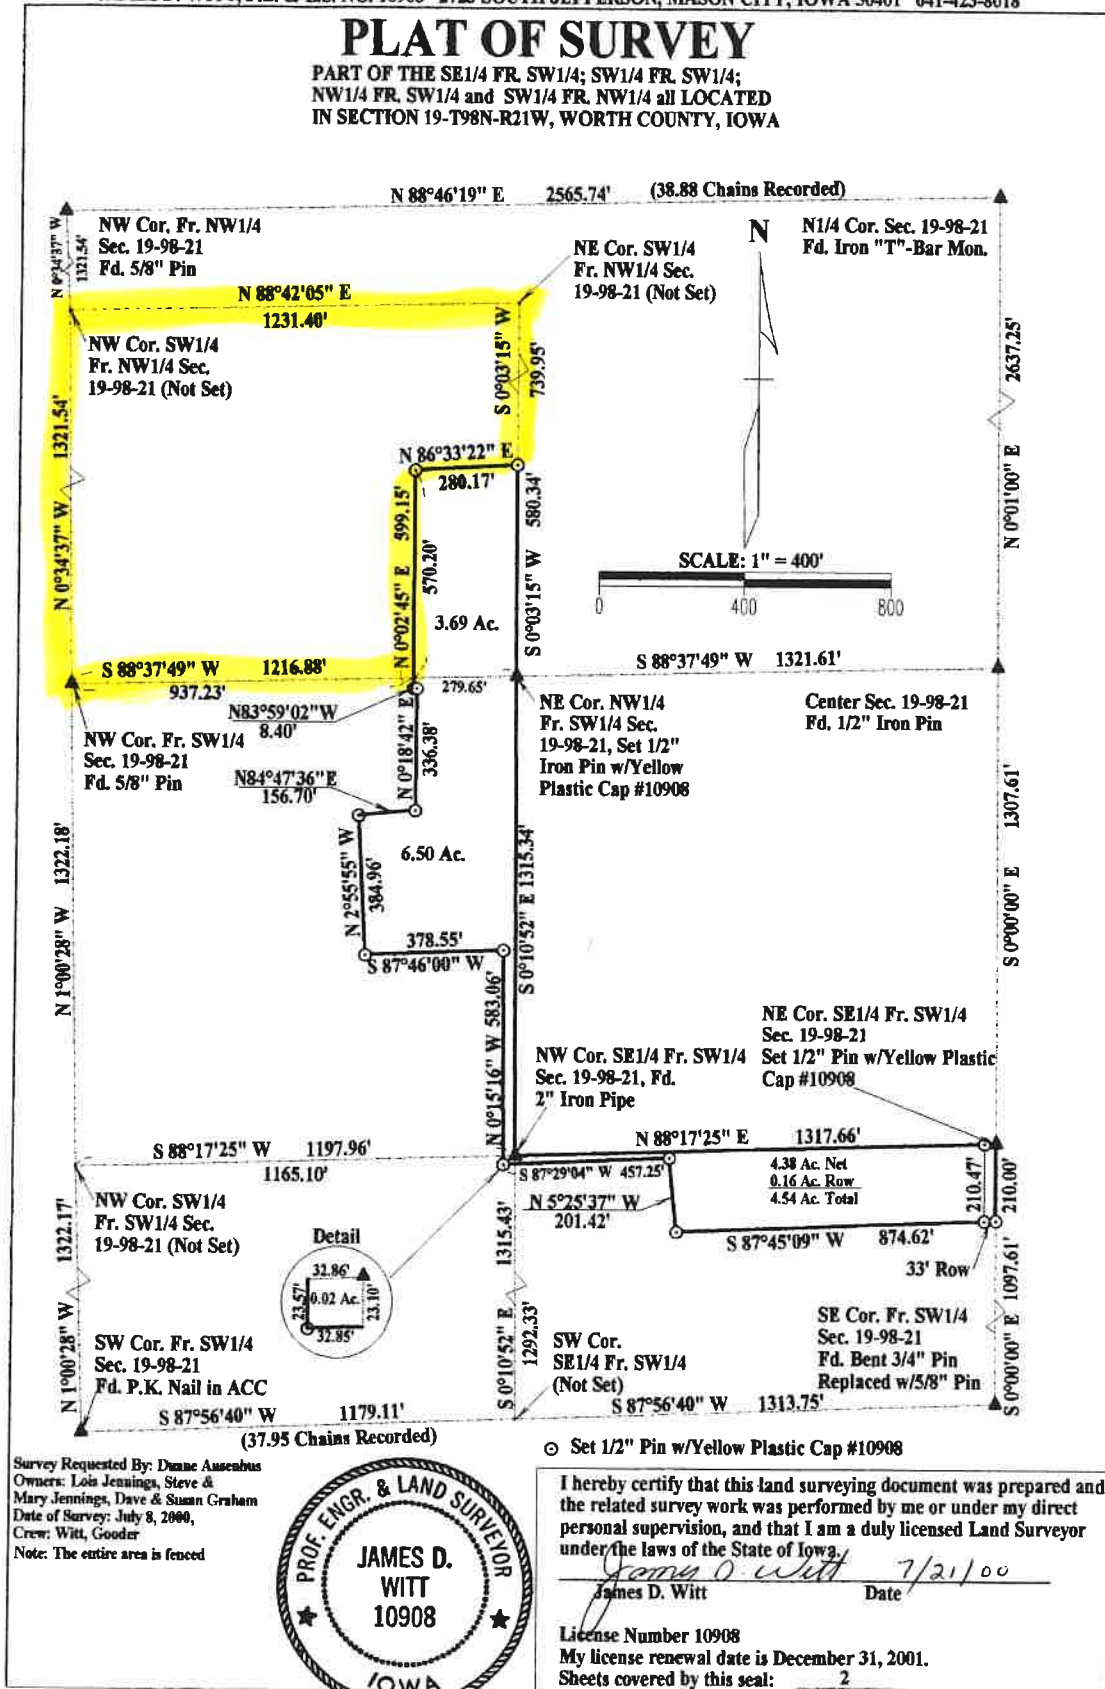 2723 SOUTH JEFFERSON, MASON CITY, IOWA 50401 641-423-8018
PLAT OF SURVEY
PART OF THE SE1/4 FR. SW1/4; SW1/4 FR. SW1/4;
NW1/4 FR. SW1/4 and SW1/4 FR. NW1/4 all LOCATED
IN SECTION 19-T98N-R21W, WORTH COUNTY, IOWA
N 88°46'19" E 2565.74' (38.88 Chains Recorded)
N 0°34'37" W
1321.54'
NW Cor. Fr. NW1/4
Sec. 19-98-21
Fd. 5/8" Pin
N
N1/4 Cor. Sec. 19-98-21
Fd. Iron "T"-Bar Mon.
NE Cor. SW1/4
Fr. NW1/4 Sec.
19-98-21 (Not Set)
N 88°42'05" E
1231.40'
NW Cor. SW1/4
Fr. NW1/4 Sec.
19-98-21 (Not Set)
S 0°03'15" W
739.95'
N 0°01'00" E 2637.25'
N 0°34'37" W 1321.54'
N 86°33'22" E
280.17'
N 0°02'45" E 599.15'
570.20'
3.69 Ac.
S 0°03'15" W 580.34'
SCALE: 1" = 400'
0 400 800
S 88°37'49" W 1216.88'
937.23'
279.65'
S 88°37'49" W 1321.61'
N83°59'02"W
8.40'
NW Cor. Fr. SW1/4
Sec. 19-98-21
Fd. 5/8" Pin
NE Cor. NW1/4
Fr. SW1/4 Sec.
19-98-21, Set 1/2"
Iron Pin w/Yellow
Plastic Cap #10908
Center Sec. 19-98-21
Fd. 1/2" Iron Pin
N 0°18'42" E
336.38'
N84°47'36"E
156.70'
6.50 Ac.
N 2°55'55" W
384.96'
378.55'
S 87°46'00" W
N 1°00'28" W 1322.18'
S 0°10'52" E 1315.34'
S 0°00'00" E 1307.61'
N 0°15'16" W 583.06'
NE Cor. SE1/4 Fr. SW1/4
Sec. 19-98-21
Set 1/2" Pin w/Yellow Plastic
Cap #10908
NW Cor. SE1/4 Fr. SW1/4
Sec. 19-98-21, Fd.
2" Iron Pipe
S 88°17'25" W 1197.96'
1165.10'
N 88°17'25" E 1317.66'
S 87°29'04" W 457.25'
4.38 Ac. Net
0.16 Ac. Row
4.54 Ac. Total
210.47'
210.00'
N 5°25'37" W
201.42'
S 87°45'09" W 874.62'
33' Row
NW Cor. SW1/4
Fr. SW1/4 Sec.
19-98-21 (Not Set)
Detail
32.86'
23.57'
0.02 Ac.
23.10'
32.85'
N 1°00'28" W 1322.17'
S 0°10'52" E 1315.43'
1292.33'
S 0°00'00" E 1097.61'
SW Cor. Fr. SW1/4
Sec. 19-98-21
Fd. P.K. Nail in ACC
SW Cor.
SE1/4 Fr. SW1/4
(Not Set)
SE Cor. Fr. SW1/4
Sec. 19-98-21
Fd. Bent 3/4" Pin
Replaced w/5/8" Pin
S 87°56'40" W 1179.11'
(37.95 Chains Recorded)
S 87°56'40" W 1313.75'
Set 1/2" Pin w/Yellow Plastic Cap #10908
Survey Requested By: Duane Ausenhus
Owners: Lois Jennings, Steve &
Mary Jennings, Dave & Susan Graham
Date of Survey: July 8, 2000,
Crew: Witt, Gooder
Note: The entire area is fenced
PROF. ENGR. & LAND SURVEYOR
JAMES D.
WITT
10908
IOWA
I hereby certify that this land surveying document was prepared and
the related survey work was performed by me or under my direct
personal supervision, and that I am a duly licensed Land Surveyor
under the laws of the State of Iowa.
James D. Witt 7/21/00
James D. Witt Date
License Number 10908
My license renewal date is December 31, 2001.
Sheets covered by this seal: 2